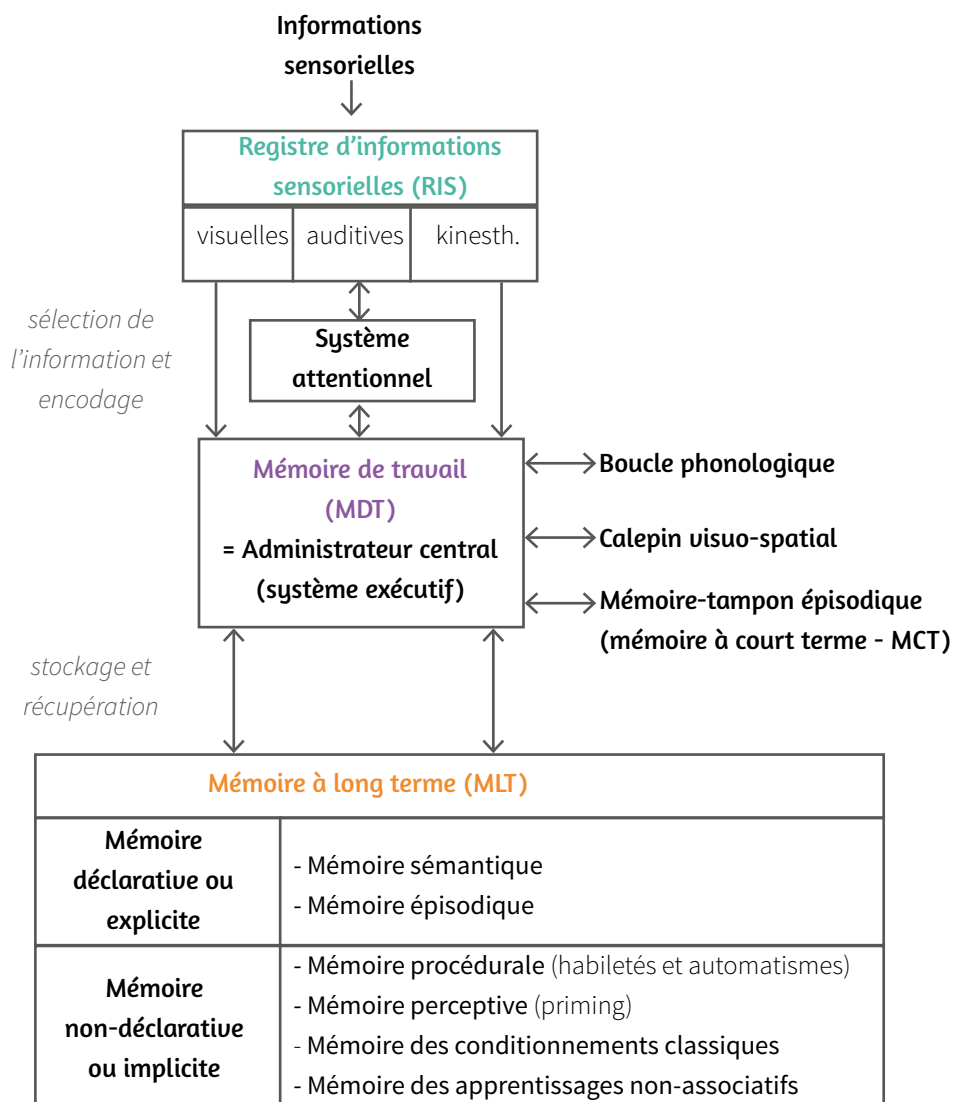 Informations
sensorielles
Registre d’informations
sensorielles (RIS)
visuelles auditives kinesth.
sélection de
l’information et
encodage
Système
attentionnel
Mémoire de travail
(MDT)
= Administrateur central
(système exécutif)
Boucle phonologique
Calepin visuo-spatial
Mémoire-tampon épisodique
(mémoire à court terme - MCT)
stockage et
récupération
Mémoire à long terme (MLT)
Mémoire
déclarative ou
explicite
- Mémoire sémantique
- Mémoire épisodique
Mémoire
non-déclarative
ou implicite
- Mémoire procédurale (habiletés et automatismes)
- Mémoire perceptive (priming)
- Mémoire des conditionnements classiques
- Mémoire des apprentissages non-associatifs